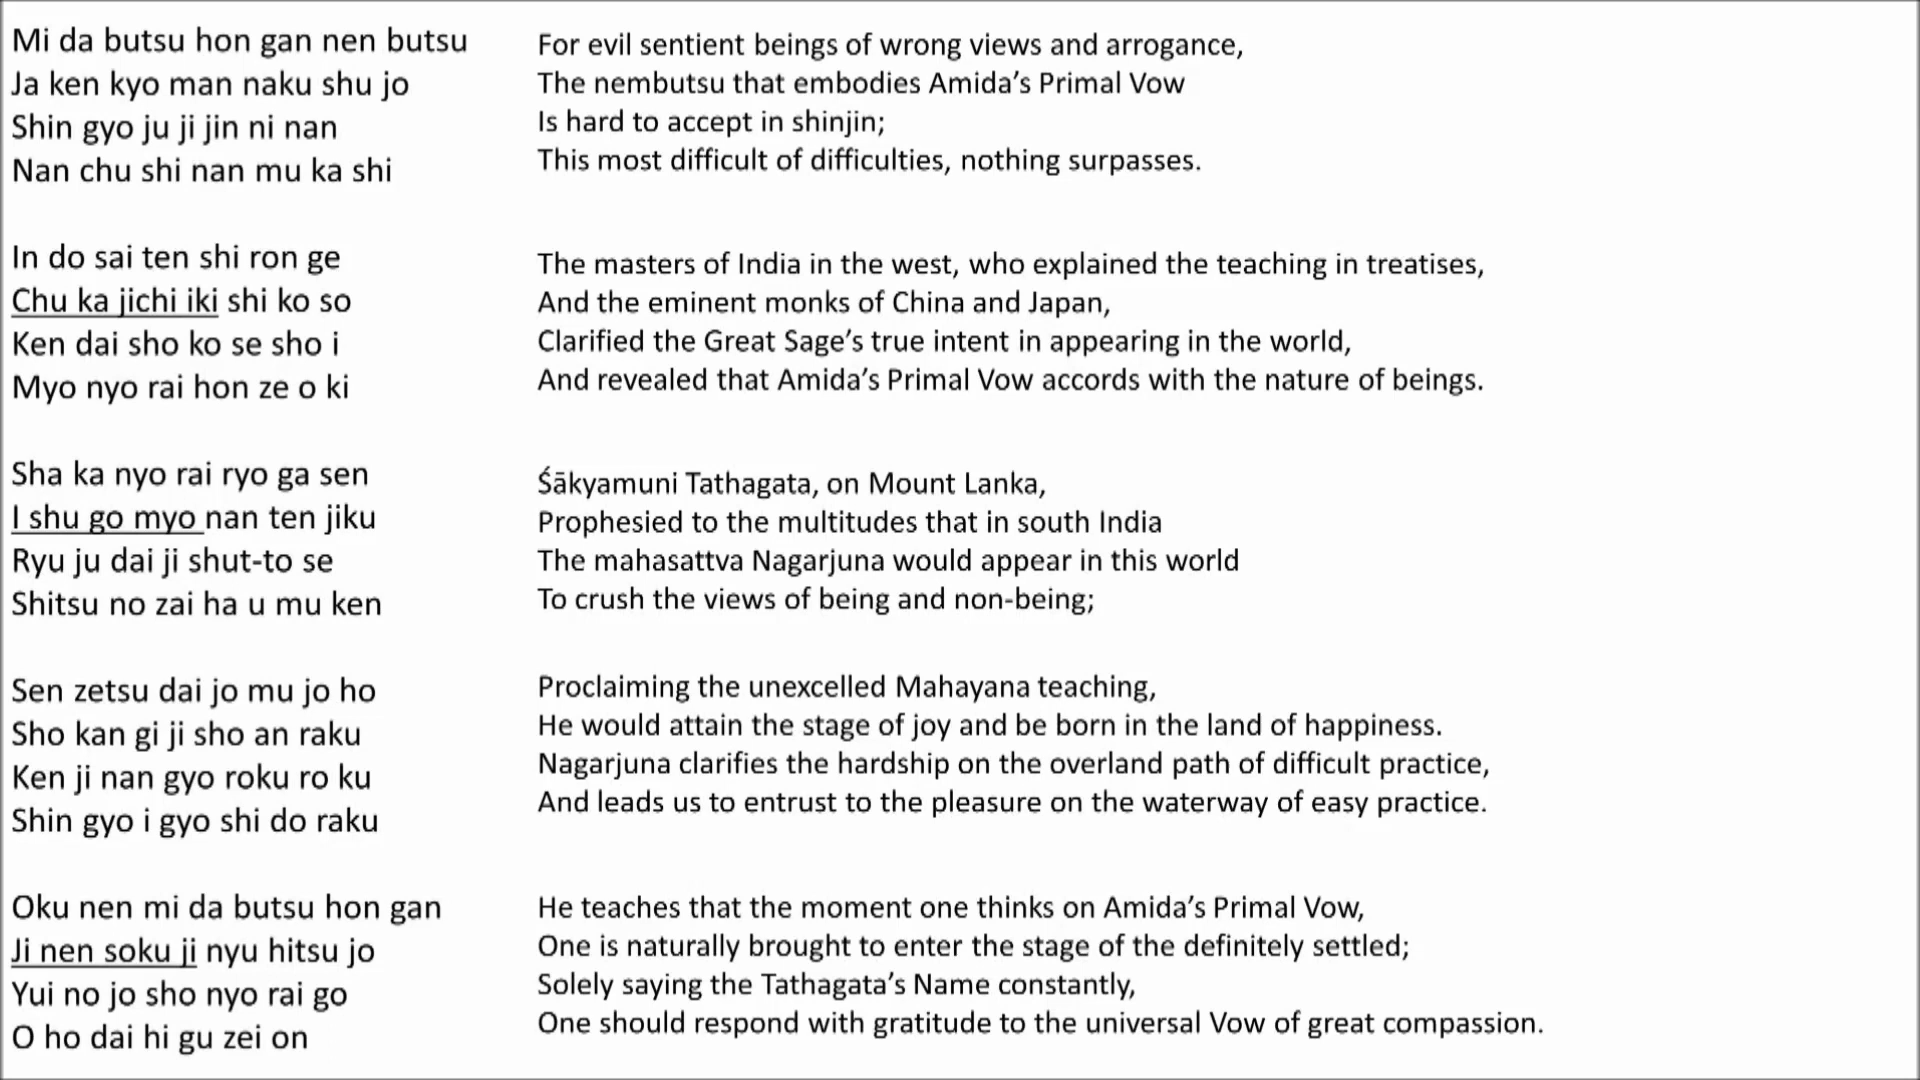 Mi da butsu hon gan nen butsu
Ja ken kyo man naku shu jo
Shin gyo ju ji jin ni nan
Nan chu shi nan mu ka shi
For evil sentient beings of wrong views and arrogance,
The nembutsu that embodies Amida’s Primal Vow
Is hard to accept in shinjin;
This most difficult of difficulties, nothing surpasses.
In do sai ten shi ron ge
Chu ka jichi iki shi ko so
Ken dai sho ko se sho i
Myo nyo rai hon ze o ki
The masters of India in the west, who explained the teaching in treatises,
And the eminent monks of China and Japan,
Clarified the Great Sage’s true intent in appearing in the world,
And revealed that Amida’s Primal Vow accords with the nature of beings.
Sha ka nyo rai ryo ga sen
I shu go myo nan ten jiku
Ryu ju dai ji shut-to se
Shitsu no zai ha u mu ken
Śākyamuni Tathagata, on Mount Lanka,
Prophesied to the multitudes that in south India
The mahasattva Nagarjuna would appear in this world
To crush the views of being and non-being;
Sen zetsu dai jo mu jo ho
Sho kan gi ji sho an raku
Ken ji nan gyo roku ro ku
Shin gyo i gyo shi do raku
Proclaiming the unexcelled Mahayana teaching,
He would attain the stage of joy and be born in the land of happiness.
Nagarjuna clarifies the hardship on the overland path of difficult practice,
And leads us to entrust to the pleasure on the waterway of easy practice.
Oku nen mi da butsu hon gan
Ji nen soku ji nyu hitsu jo
Yui no jo sho nyo rai go
O ho dai hi gu zei on
He teaches that the moment one thinks on Amida’s Primal Vow,
One is naturally brought to enter the stage of the definitely settled;
Solely saying the Tathagata’s Name constantly,
One should respond with gratitude to the universal Vow of great compassion.